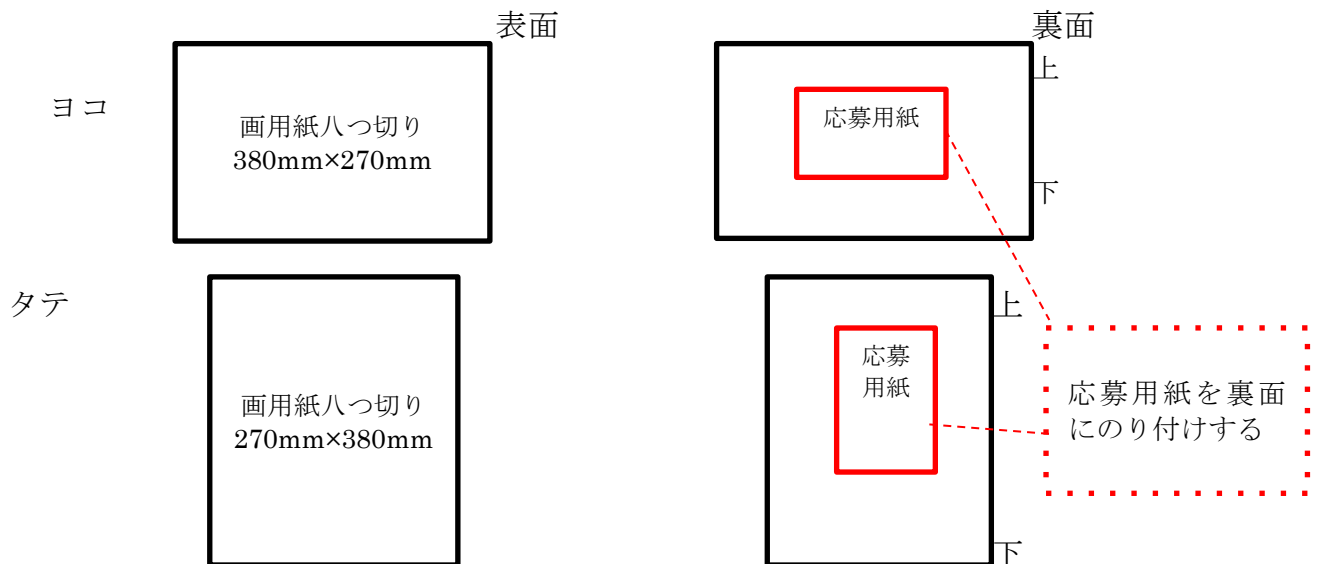 表面
裏面
ヨコ
画用紙八つ切り
380mm×270mm
上
応募用紙
下
タテ
画用紙八つ切り
270mm×380mm
上
応募
用紙
下
応募用紙を裏面
にのり付けする